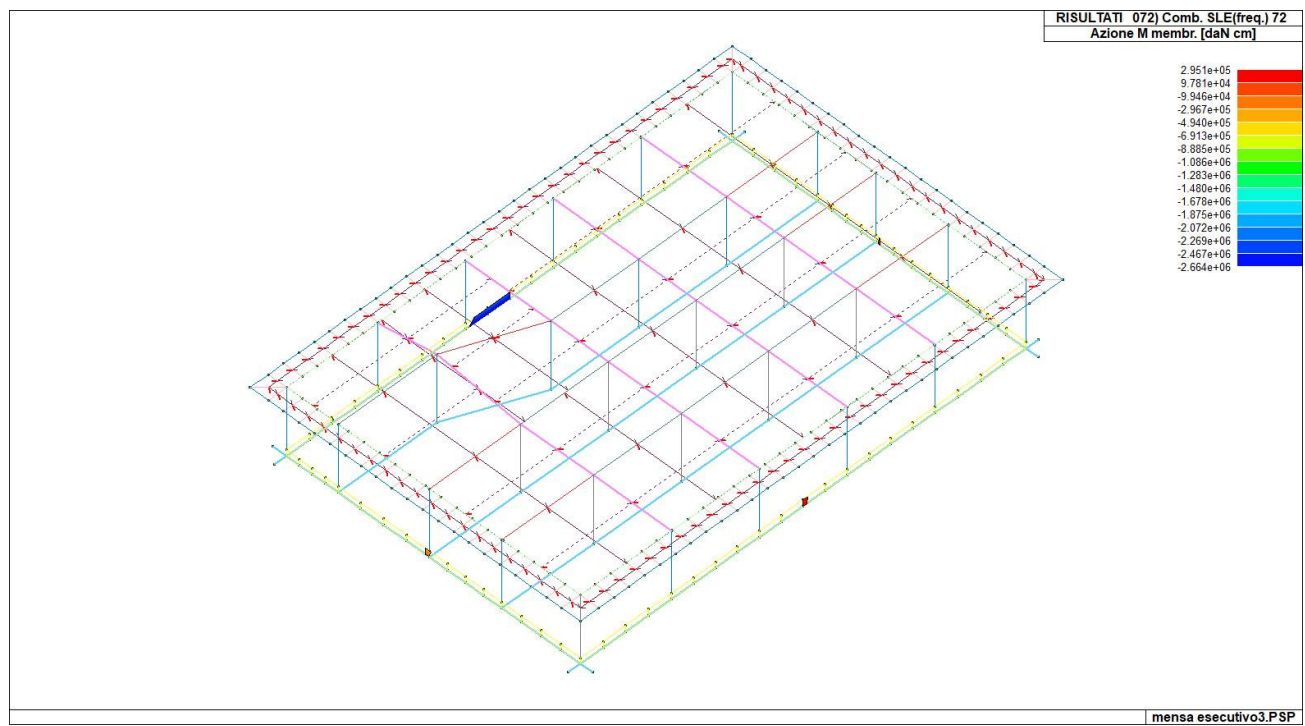 RISULTATI 072) Comb. SLE(freq.) 72
Azione M membr. [daN cm]
2.951e+05
9.781e+04
-9.946e+04
-2.967e+05
-4.940e+05
-6.913e+05
-8.885e+05
-1.086e+06
-1.283e+06
-1.480e+06
-1.678e+06
-1.875e+06
-2.072e+06
-2.269e+06
-2.467e+06
-2.664e+06
mensa esecutivo3.PSP